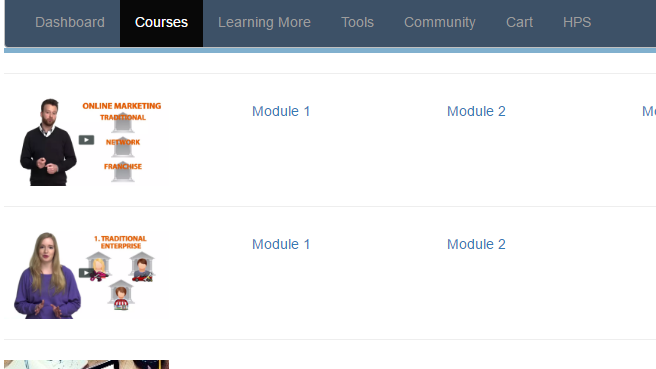 Dashboard Courses Learning More Tools Community Cart HPS
ONLINE MARKETING
TRADITIONAL
NETWORK
FRANCHISE
Module 1 Module 2
1. TRADITIONAL
ENTERPRISE
Module 1 Module 2